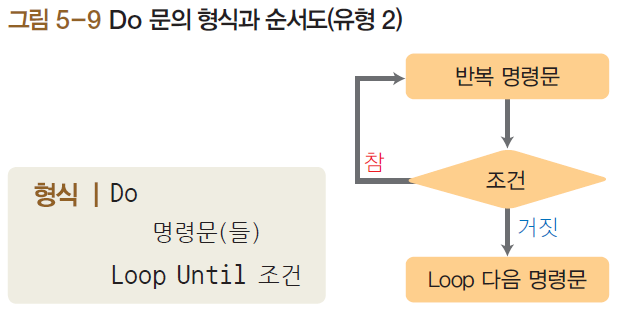 그림 5-9 Do 문의 형식과 순서도(유형 2)
반복 명령문
참
조건
거짓
Loop 다음 명령문
형식 | Do
명령문(들)
Loop Until 조건